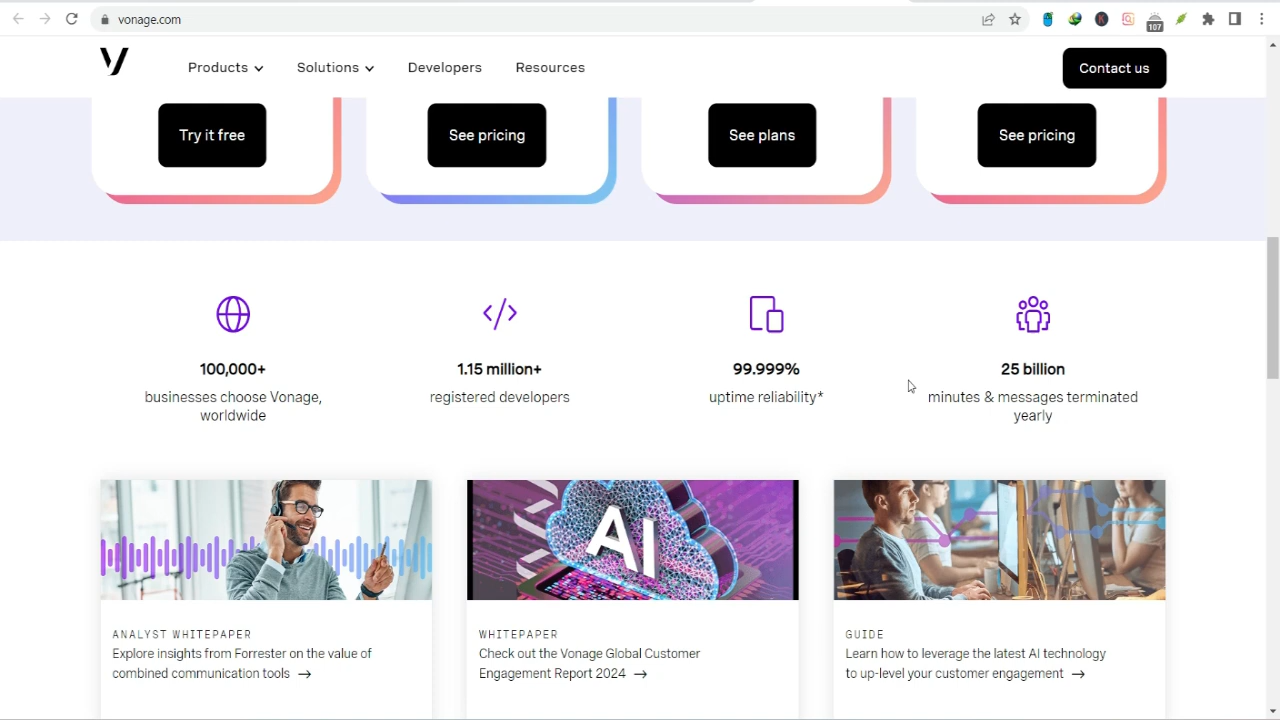 vonage.com
107
Products
Solutions
Developers
Resources
Contact us
Try it free
See pricing
See plans
See pricing
100,000+
businesses choose Vonage,
worldwide
1.15 million+
registered developers
99.999%
uptime reliability*
25 billion
minutes & messages terminated
yearly
AI
ANALYST WHITEPAPER
Explore insights from Forrester on the value of
combined communication tools →
WHITEPAPER
Check out the Vonage Global Customer
Engagement Report 2024 →
GUIDE
Learn how to leverage the latest AI technology
to up-level your customer engagement →